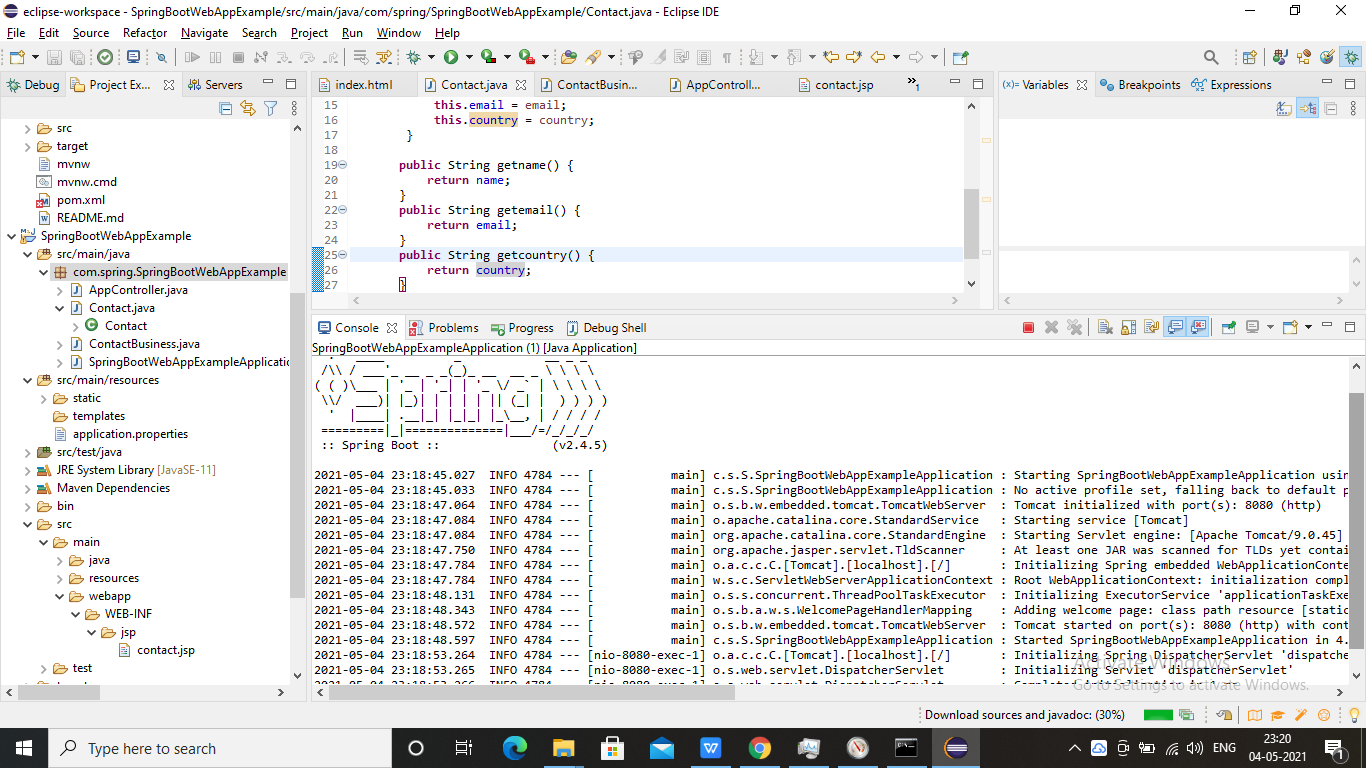 eclipse-workspace - SpringBootWebAppExample/src/main/java/com/spring/SpringBootWebAppExample/Contact.java - Eclipse IDE
File Edit Source Refactor Navigate Search Project Run Window Help
Debug Project Ex... Servers
src
target
mvnw
mvnw.cmd
pom.xml
README.md
SpringBootWebAppExample
src/main/java
com.spring.SpringBootWebAppExample
AppController.java
Contact.java
Contact
ContactBusiness.java
SpringBootWebAppExampleApplicatio
src/main/resources
static
templates
application.properties
src/test/java
JRE System Library [JavaSE-11]
Maven Dependencies
bin
src
main
java
resources
webapp
WEB-INF
jsp
contact.jsp
test
index.html Contact.java ContactBusin... AppControll... contact.jsp »1
15 this.email = email;
16 this.country = country;
17 }
18
19 public String getname() {
20 return name;
21 }
22 public String getemail() {
23 return email;
24 }
25 public String getcountry() {
26 return country;
27 }
(x)= Variables Breakpoints Expressions
Console Problems Progress Debug Shell
SpringBootWebAppExampleApplication (1) [Java Application]
:: Spring Boot :: (v2.4.5)
2021-05-04 23:18:45.027 INFO 4784 --- [ main] c.s.S.SpringBootWebAppExampleApplication : Starting SpringBootWebAppExampleApplication usin
2021-05-04 23:18:45.033 INFO 4784 --- [ main] c.s.S.SpringBootWebAppExampleApplication : No active profile set, falling back to default p
2021-05-04 23:18:47.064 INFO 4784 --- [ main] o.s.b.w.embedded.tomcat.TomcatWebServer : Tomcat initialized with port(s): 8080 (http)
2021-05-04 23:18:47.084 INFO 4784 --- [ main] o.apache.catalina.core.StandardService : Starting service [Tomcat]
2021-05-04 23:18:47.084 INFO 4784 --- [ main] org.apache.catalina.core.StandardEngine : Starting Servlet engine: [Apache Tomcat/9.0.45]
2021-05-04 23:18:47.750 INFO 4784 --- [ main] org.apache.jasper.servlet.TldScanner : At least one JAR was scanned for TLDs yet contai
2021-05-04 23:18:47.784 INFO 4784 --- [ main] o.a.c.c.C.[Tomcat].[localhost].[/] : Initializing Spring embedded WebApplicationConte
2021-05-04 23:18:47.784 INFO 4784 --- [ main] w.s.c.ServletWebServerApplicationContext : Root WebApplicationContext: initialization compl
2021-05-04 23:18:48.131 INFO 4784 --- [ main] o.s.s.concurrent.ThreadPoolTaskExecutor : Initializing ExecutorService 'applicationTaskExe
2021-05-04 23:18:48.343 INFO 4784 --- [ main] o.s.b.a.w.s.WelcomePageHandlerMapping : Adding welcome page: class path resource [static
2021-05-04 23:18:48.572 INFO 4784 --- [ main] o.s.b.w.embedded.tomcat.TomcatWebServer : Tomcat started on port(s): 8080 (http) with cont
2021-05-04 23:18:48.597 INFO 4784 --- [ main] c.s.S.SpringBootWebAppExampleApplication : Started SpringBootWebAppExampleApplication in 4.
2021-05-04 23:18:53.264 INFO 4784 --- [nio-8080-exec-1] o.a.c.c.C.[Tomcat].[localhost].[/] : Initializing Spring DispatcherServlet 'dispatche
2021-05-04 23:18:53.265 INFO 4784 --- [nio-8080-exec-1] o.s.web.servlet.DispatcherServlet : Initializing Servlet 'dispatcherServlet'
Activate Windows
Go to Settings to activate Windows.
Download sources and javadoc: (30%)
Type here to search
ENG
23:20
04-05-2021
1